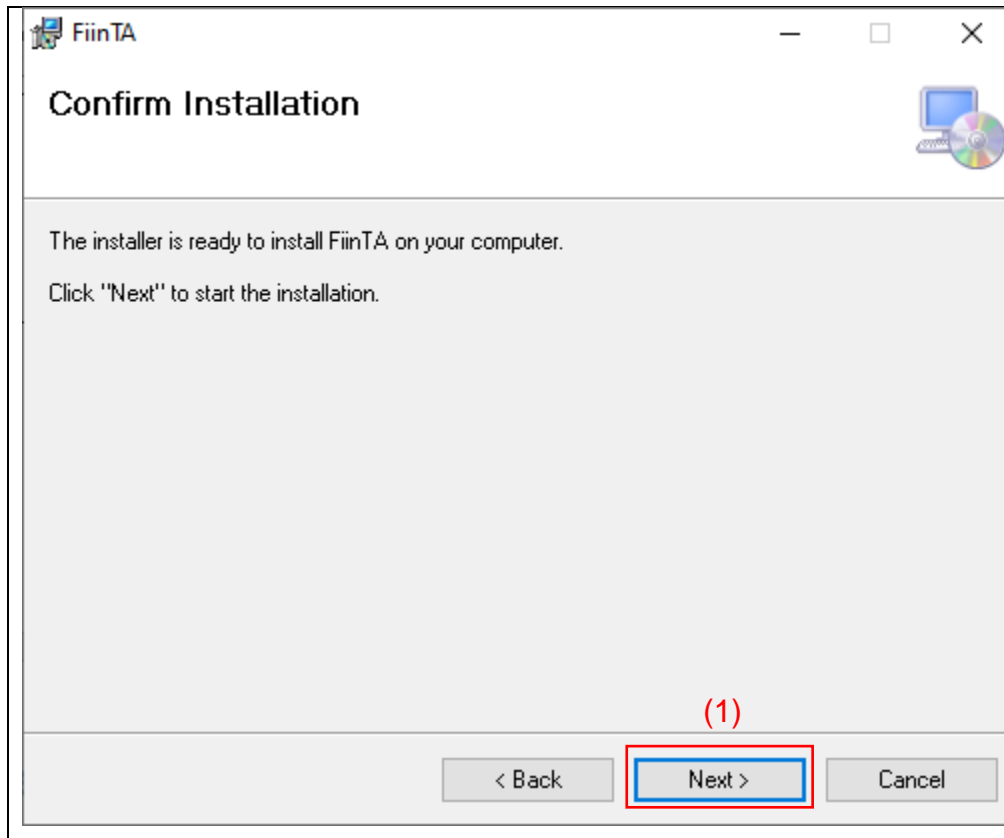 FiinTA
Confirm Installation
The installer is ready to install FiinTA on your computer.
Click "Next" to start the installation.
(1)
< Back
Next >
Cancel